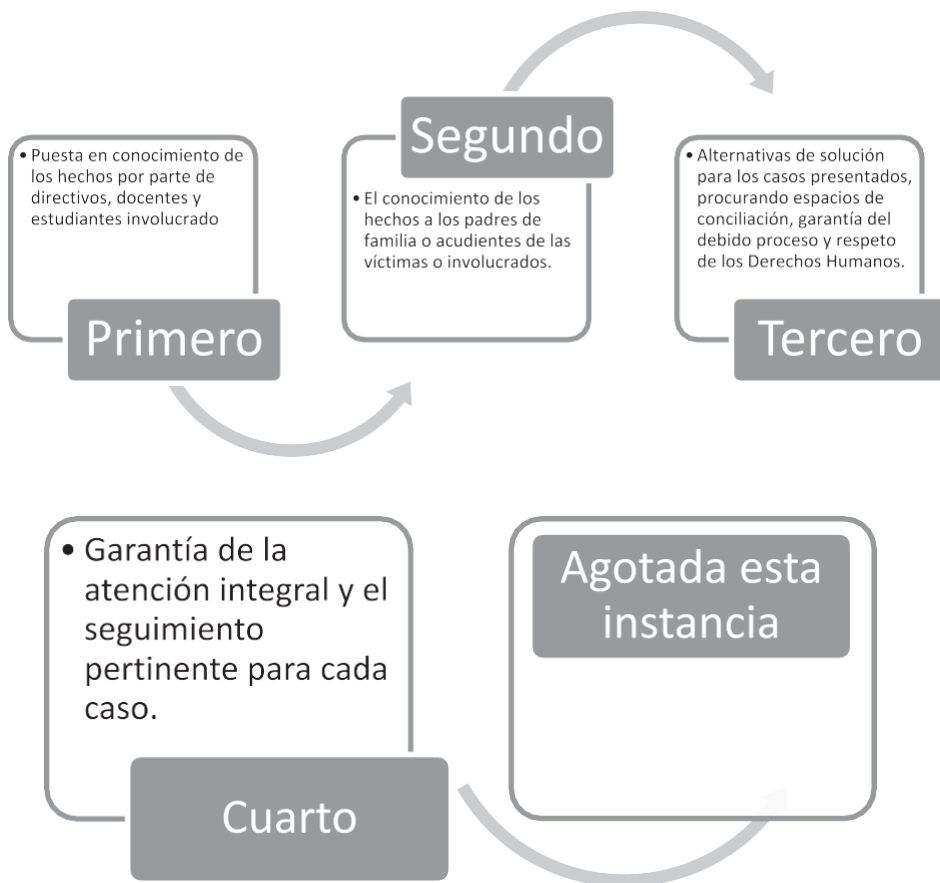 • Puesta en conocimiento de
los hechos por parte de
directivos, docentes y
estudiantes involucrado
Primero
Segundo
• El conocimiento de los
hechos a los padres de
familia o acudientes de las
víctimas o involucrados.
• Alternativas de solución
para los casos presentados,
procurando espacios de
conciliación, garantía del
debido proceso y respeto
de los Derechos Humanos.
Tercero
• Garantía de la
atención integral y el
seguimiento
pertinente para cada
caso.
Cuarto
Agotada esta
instancia